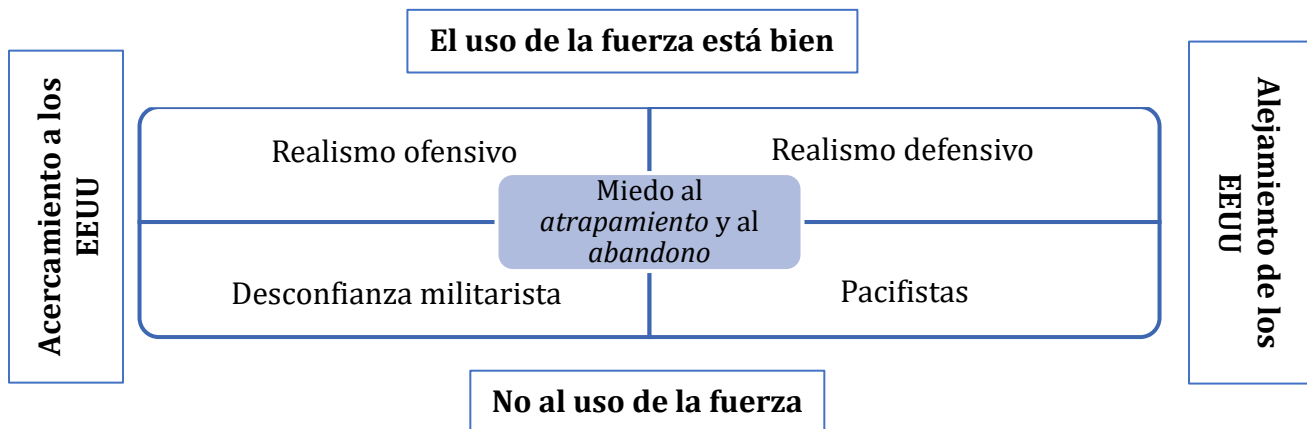 El uso de la fuerza está bien
Acercamiento a los
EEUU
Alejamiento de los
EEUU
Realismo ofensivo
Realismo defensivo
Miedo al
atrapamiento y al
abandono
Desconfianza militarista
Pacifistas
No al uso de la fuerza